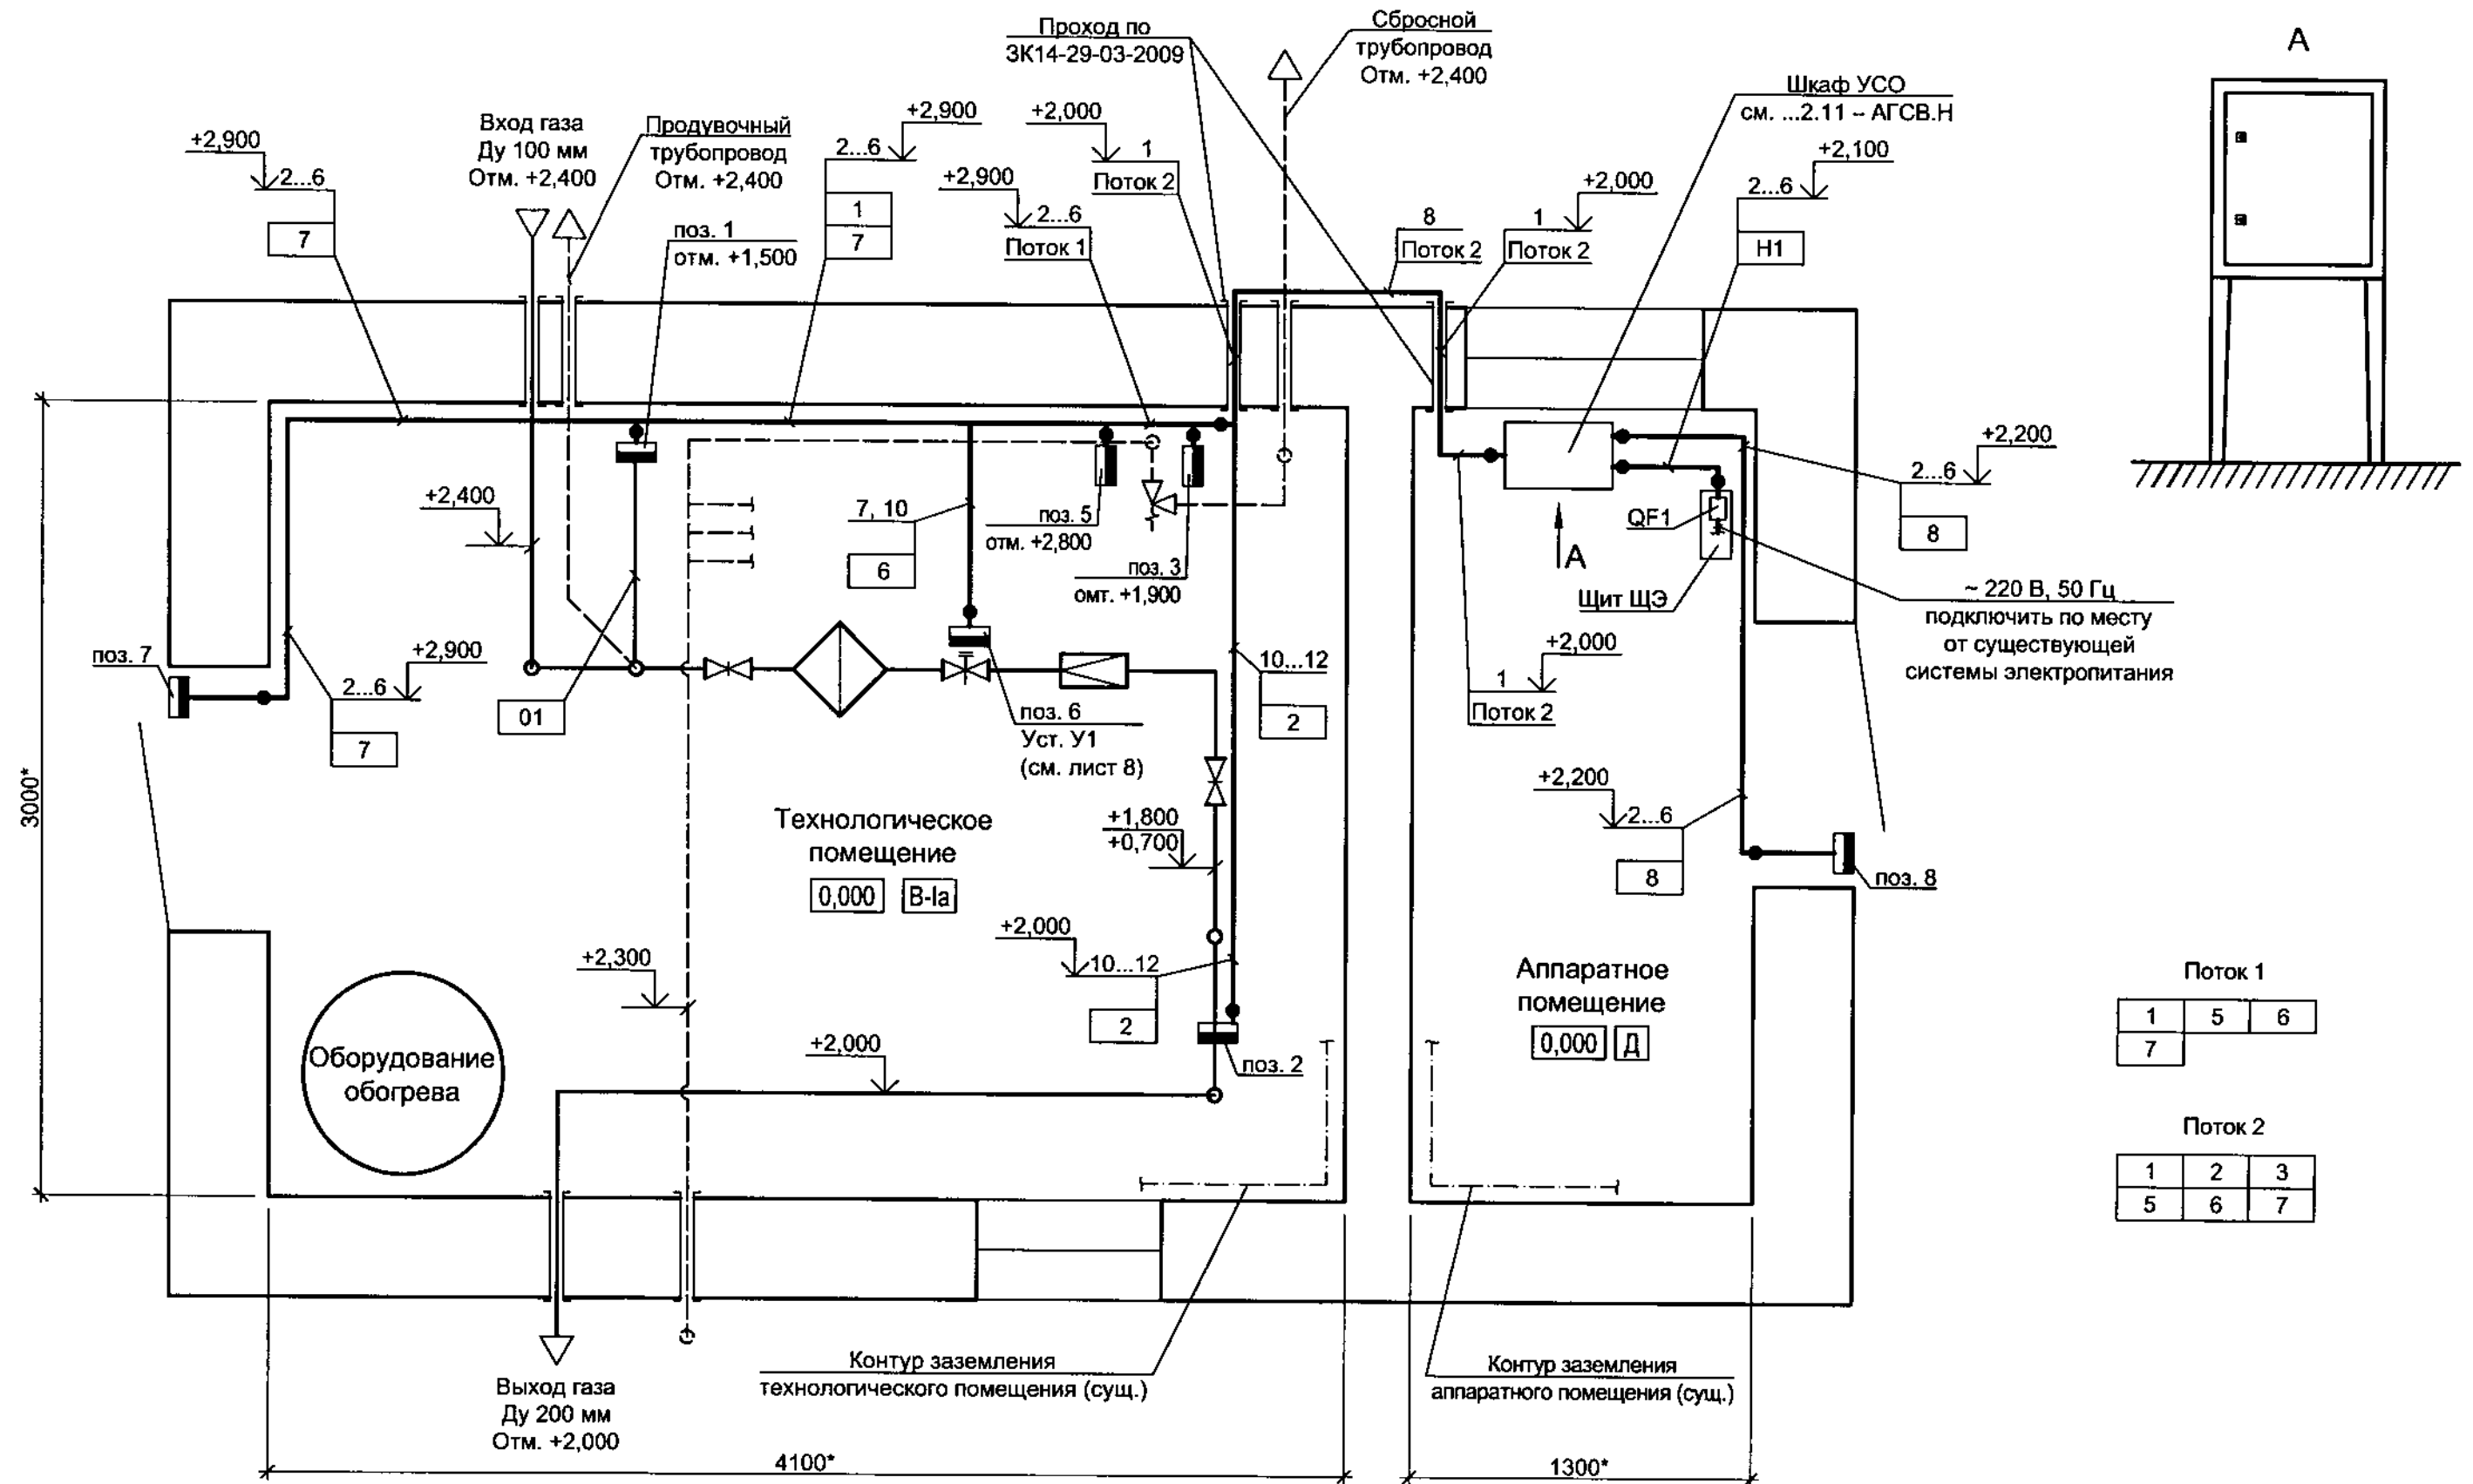 Проход по
ЗК14-29-03-2009
Сбросной
трубопровод
Отм. +2,400
А
Шкаф УСО
см. ...2.11 – АГСВ.Н
+2,900
2...6
7
Вход газа
Ду 100 мм
Отм. +2,400
Продувочный
трубопровод
Отм. +2,400
поз. 1
отм. +1,500
+2,900
2...6
1
7
+2,000
1
Поток 2
+2,900
2...6
Поток 1
8
Поток 2
+2,000
1
Поток 2
+2,100
2...6
Н1
+2,400
7, 10
6
поз. 5
отм. +2,800
поз. 3
омт. +1,900
А
QF1
Щит ЩЭ
+2,200
2...6
8
~ 220 В, 50 Гц
подключить по месту
от существующей
системы электропитания
поз. 7
+2,900
2...6
7
01
поз. 6
Уст. У1
(см. лист 8)
10...12
2
+2,000
1
Поток 2
3000*
Технологическое
помещение
0,000 В-Iа
+1,800
+0,700
+2,200
2...6
8
поз. 8
+2,300
+2,000
10...12
2
Аппаратное
помещение
0,000 Д
Поток 1
1 5 6
7
Оборудование
обогрева
+2,000
поз. 2
Поток 2
1 2 3
5 6 7
Выход газа
Ду 200 мм
Отм. +2,000
Контур заземления
технологического помещения (сущ.)
Контур заземления
аппаратного помещения (сущ.)
4100*
1300*